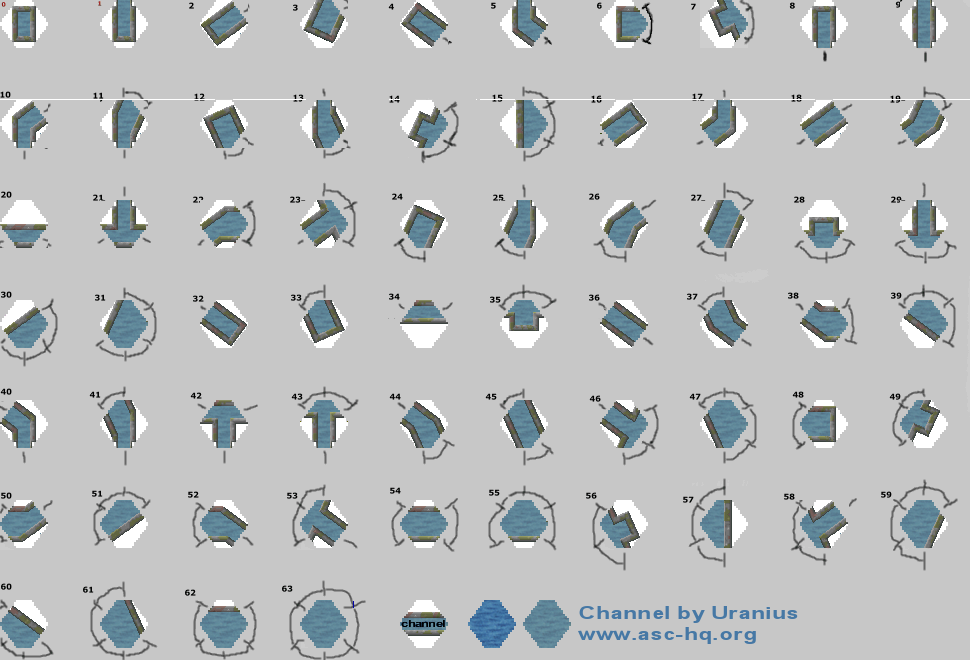 0 1 2 3 4 5 6 7 8 9
10 11 12 13 14 15 16 17 18 19
20 21 22 23 24 25 26 27 28 29
30 31 32 33 34 35 36 37 38 39
40 41 42 43 44 45 46 47 48 49
50 51 52 53 54 55 56 57 58 59
60 61 62 63
channel
Channel by Uranius
www.asc-hq.org